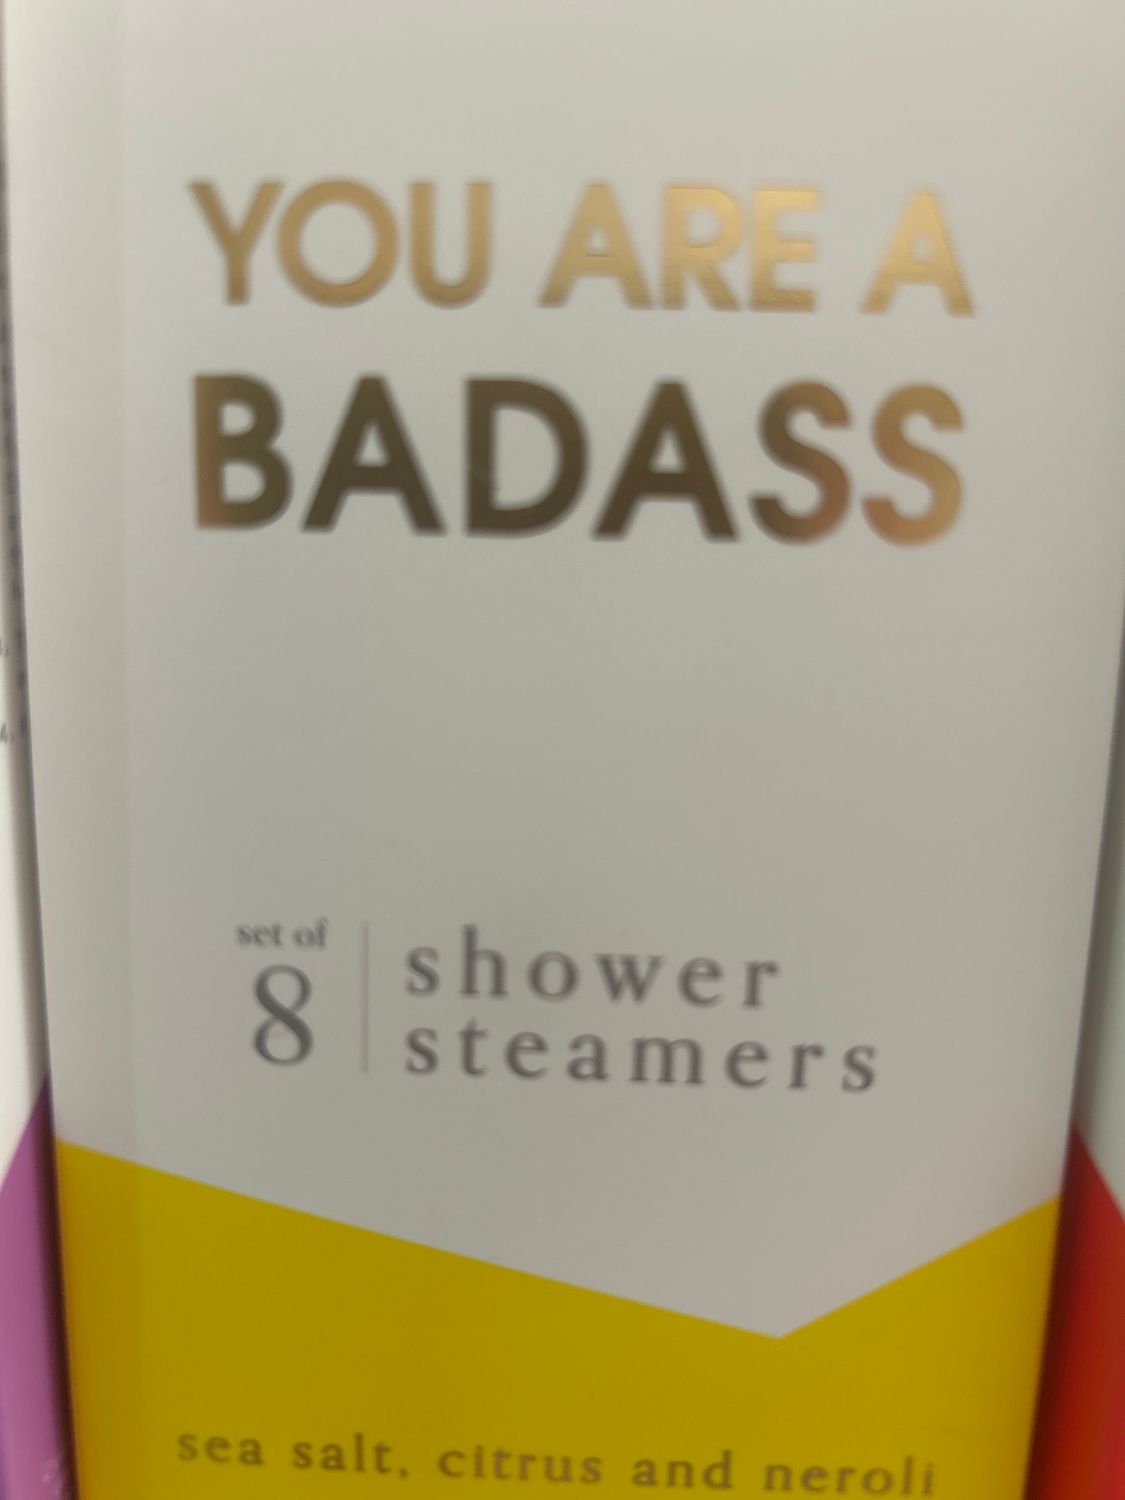 YOU ARE A
BADASS
set of
8
shower
steamers
sea salt, citrus and neroli